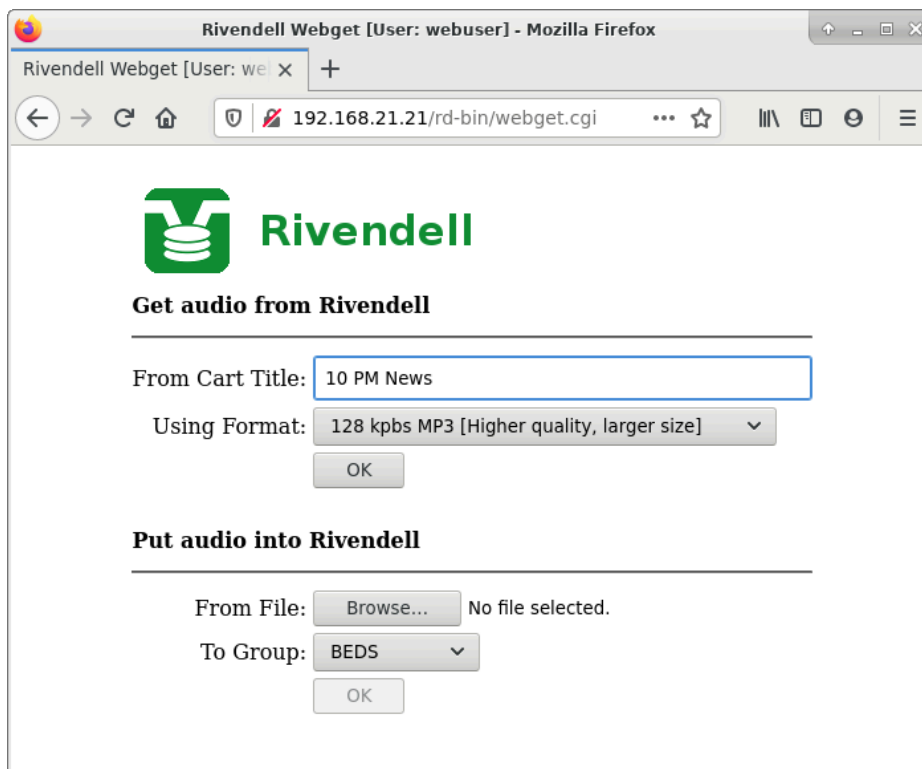 Rivendell Webget [User: webuser] - Mozilla Firefox
Rivendell Webget [User: we
192.168.21.21/rd-bin/webget.cgi
Rivendell
Get audio from Rivendell
From Cart Title: 10 PM News
Using Format: 128 kpbs MP3 [Higher quality, larger size]
OK
Put audio into Rivendell
From File: Browse... No file selected.
To Group: BEDS
OK